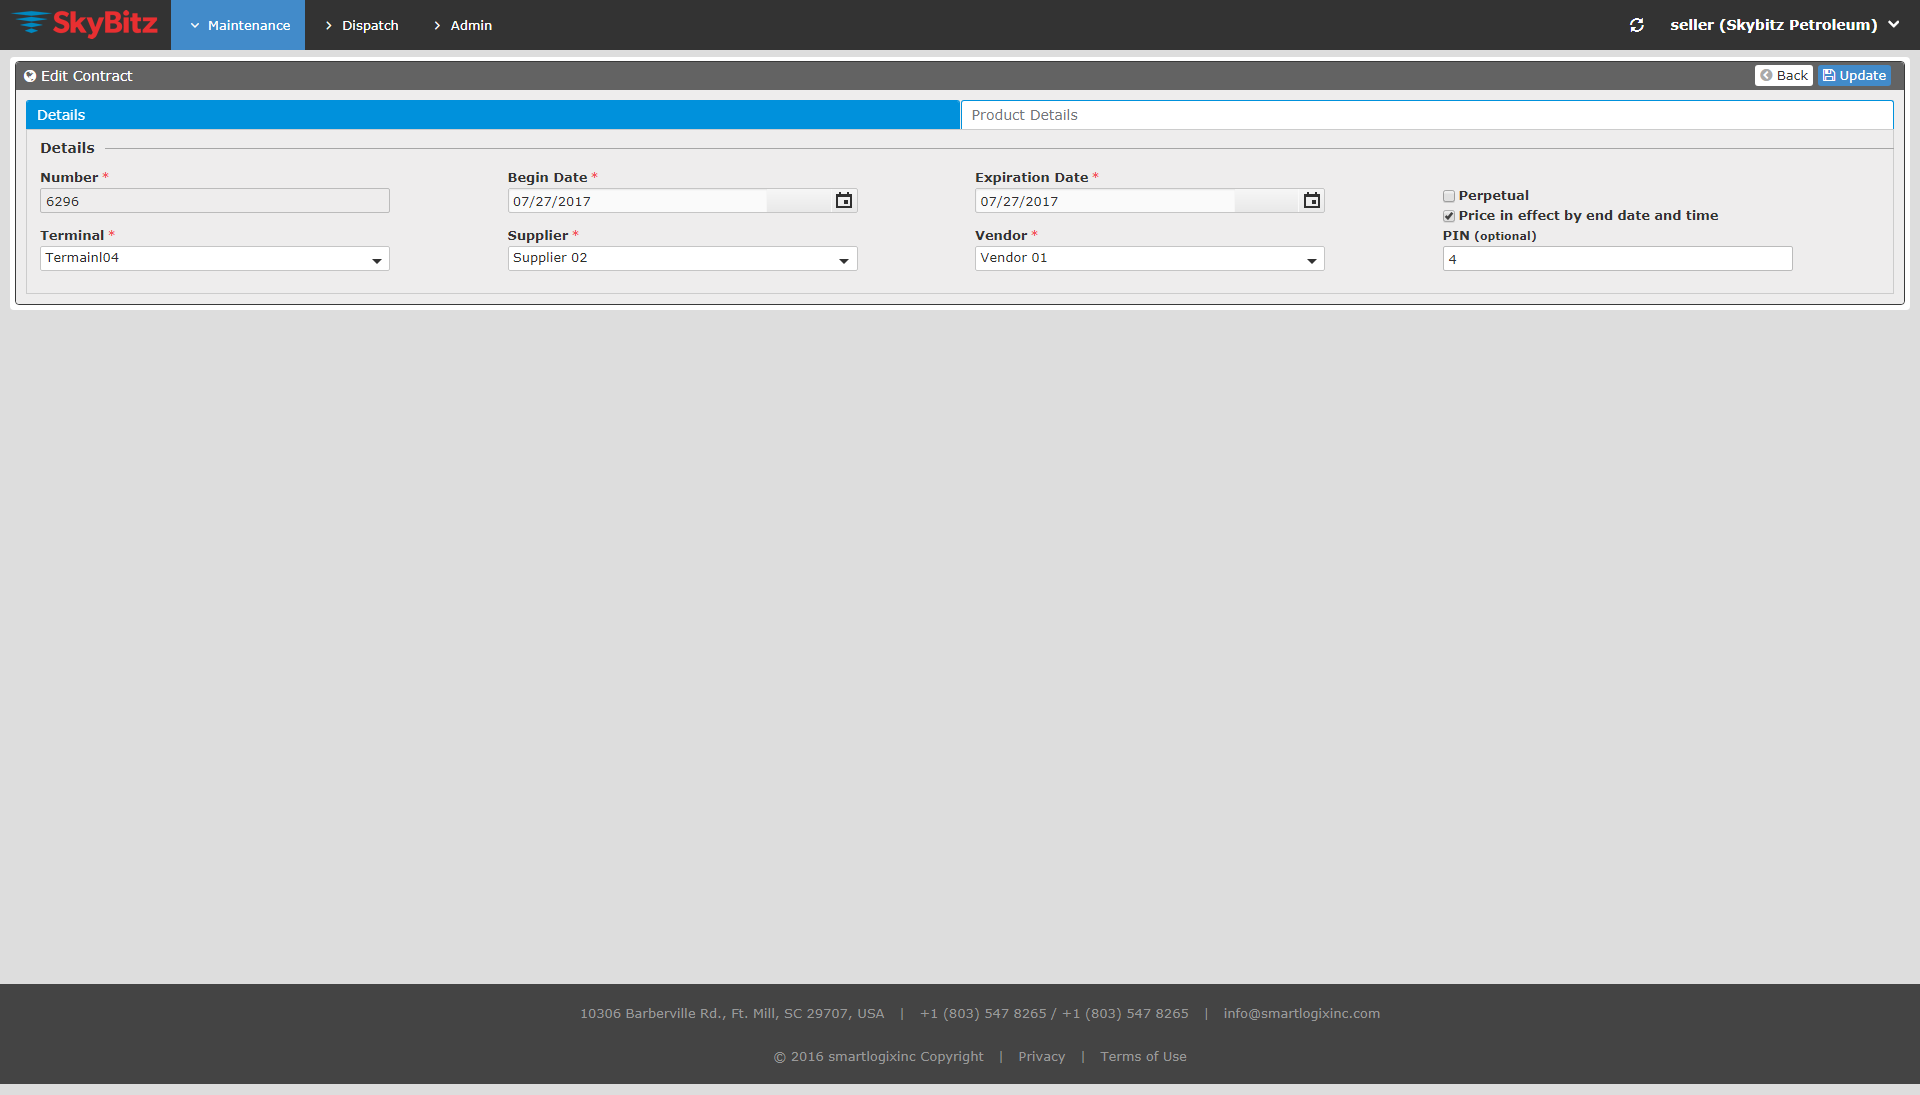 SkyBitz
Maintenance
Dispatch
Admin
seller (Skybitz Petroleum)
Edit Contract
Back
Update
Details
Product Details
Details
Number *
Begin Date *
Expiration Date *
6296
07/27/2017
07/27/2017
Perpetual
Price in effect by end date and time
Terminal *
Supplier *
Vendor *
PIN (optional)
Termainl04
Supplier 02
Vendor 01
4
10306 Barberville Rd., Ft. Mill, SC 29707, USA | +1 (803) 547 8265 / +1 (803) 547 8265 | info@smartlogixinc.com
© 2016 smartlogixinc Copyright | Privacy | Terms of Use